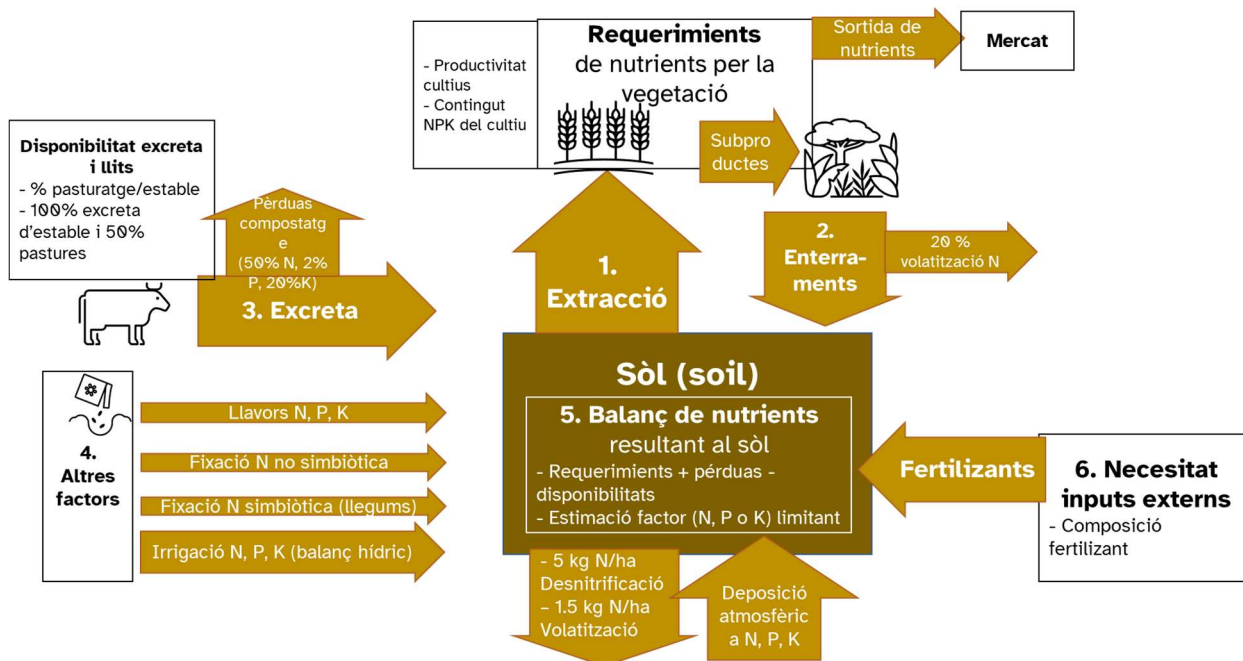 Requerimients
de nutrients per la
vegetació
- Productivitat
cultius
- Contingut
NPK del cultiu
Sortida de
nutrients
Mercat
Subpro
ductes
Disponibilitat excreta
i llits
- % pasturatge/estable
- 100% excreta
d'estable i 50%
pastures
Pèrduas
compostatg
e
(50% N, 2%
P, 20%K)
3. Excreta
1.
Extracció
2.
Enterra-
ments
20 %
volatització N
4.
Altres
factors
Llavors N, P, K
Fixació N no simbiòtica
Fixació N simbiòtica (llegums)
Irrigació N, P, K (balanç hídric)
Sòl (soil)
5. Balanç de nutrients
resultant al sòl
- Requerimients + pérduas -
disponibilitats
- Estimació factor (N, P o K) limitant
Fertilizants
6. Necesitat
inputs externs
- Composició
fertilizant
- 5 kg N/ha
Desnitrificació
– 1.5 kg N/ha
Volatització
Deposició
atmosfèric
a N, P, K